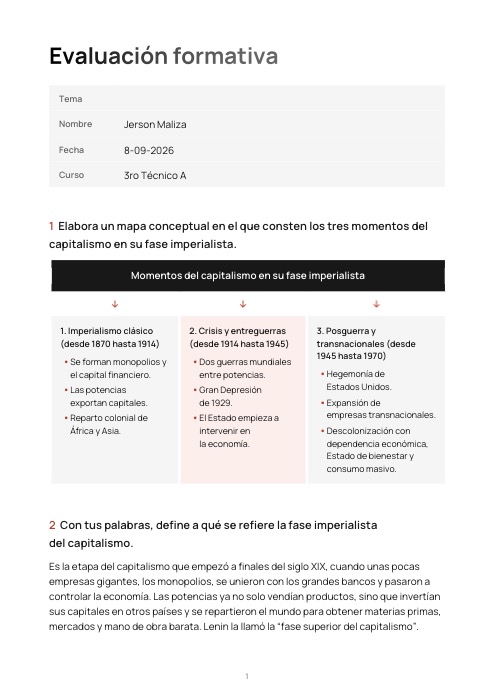 Evaluación formativa
Tema
Nombre Jerson Maliza
Fecha 8-09-2026
Curso 3ro Técnico A
1 Elabora un mapa conceptual en el que consten los tres momentos del
capitalismo en su fase imperialista.
Momentos del capitalismo en su fase imperialista
↓ ↓ ↓
1. Imperialismo clásico
(desde 1870 hasta 1914)
• Se forman monopolios y
el capital financiero.
• Las potencias
exportan capitales.
• Reparto colonial de
África y Asia.
2. Crisis y entreguerras
(desde 1914 hasta 1945)
• Dos guerras mundiales
entre potencias.
• Gran Depresión
de 1929.
• El Estado empieza a
intervenir en
la economía.
3. Posguerra y
transnacionales (desde
1945 hasta 1970)
• Hegemonía de
Estados Unidos.
• Expansión de
empresas transnacionales.
• Descolonización con
dependencia económica,
Estado de bienestar y
consumo masivo.
2 Con tus palabras, define a qué se refiere la fase imperialista
del capitalismo.
Es la etapa del capitalismo que empezó a finales del siglo XIX, cuando unas pocas
empresas gigantes, los monopolios, se unieron con los grandes bancos y pasaron a
controlar la economía. Las potencias ya no solo vendían productos, sino que invertían
sus capitales en otros países y se repartieron el mundo para obtener materias primas,
mercados y mano de obra barata. Lenin la llamó la “fase superior del capitalismo”.
1